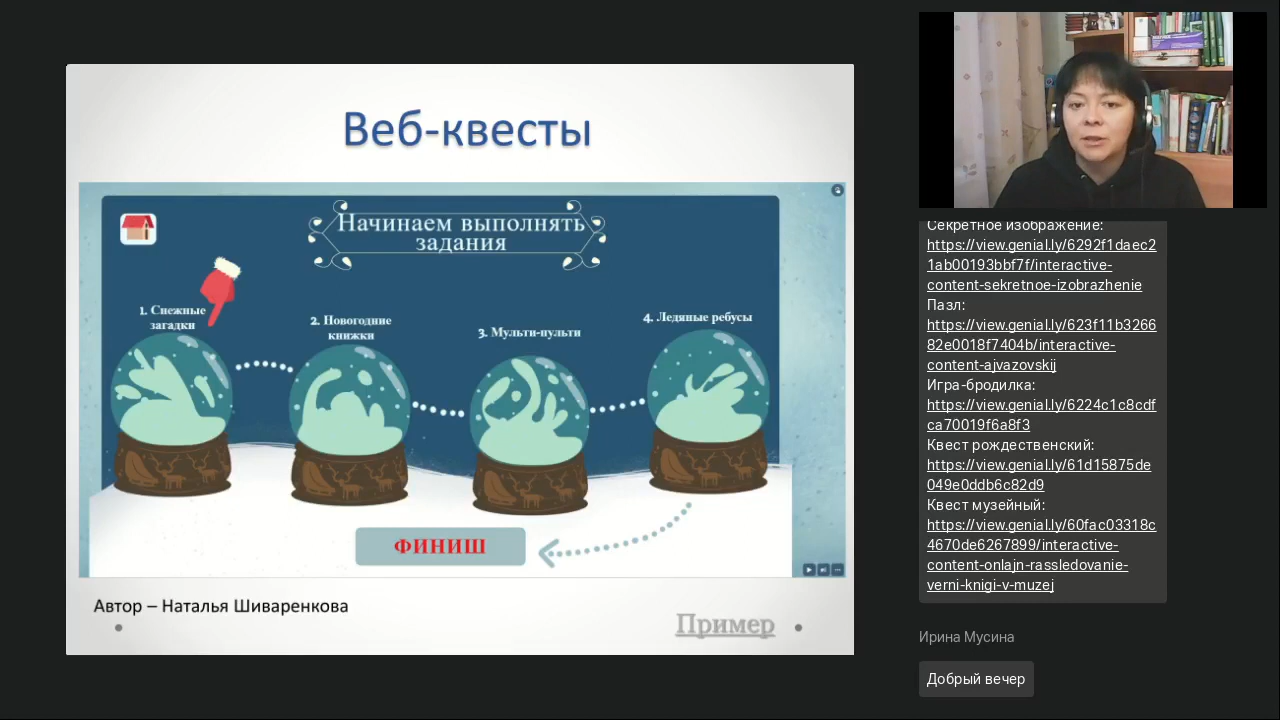 Веб-квесты
Начинаем выполнять
задания
1. Снежные
загадки
2. Новогодние
книжки
3. Мульти-пульти
4. Ледяные ребусы
ФИНИШ
Автор – Наталья Шиваренкова
Пример
Секретное изображение:
https://view.genial.ly/6292f1daec2
1ab00193bbf7f/interactive-
content-sekretnoe-izobrazhenie
Пазл:
https://view.genial.ly/623f11b3266
82e0018f7404b/interactive-
content-ajvazovskij
Игра-бродилка:
https://view.genial.ly/6224c1c8cdf
ca70019f6a8f3
Квест рождественский:
https://view.genial.ly/61d15875de
049e0ddb6c82d9
Квест музейный:
https://view.genial.ly/60fac03318c
4670de6267899/interactive-
content-onlajn-rassledovanie-
verni-knigi-v-muzej
Ирина Мусина
Добрый вечер